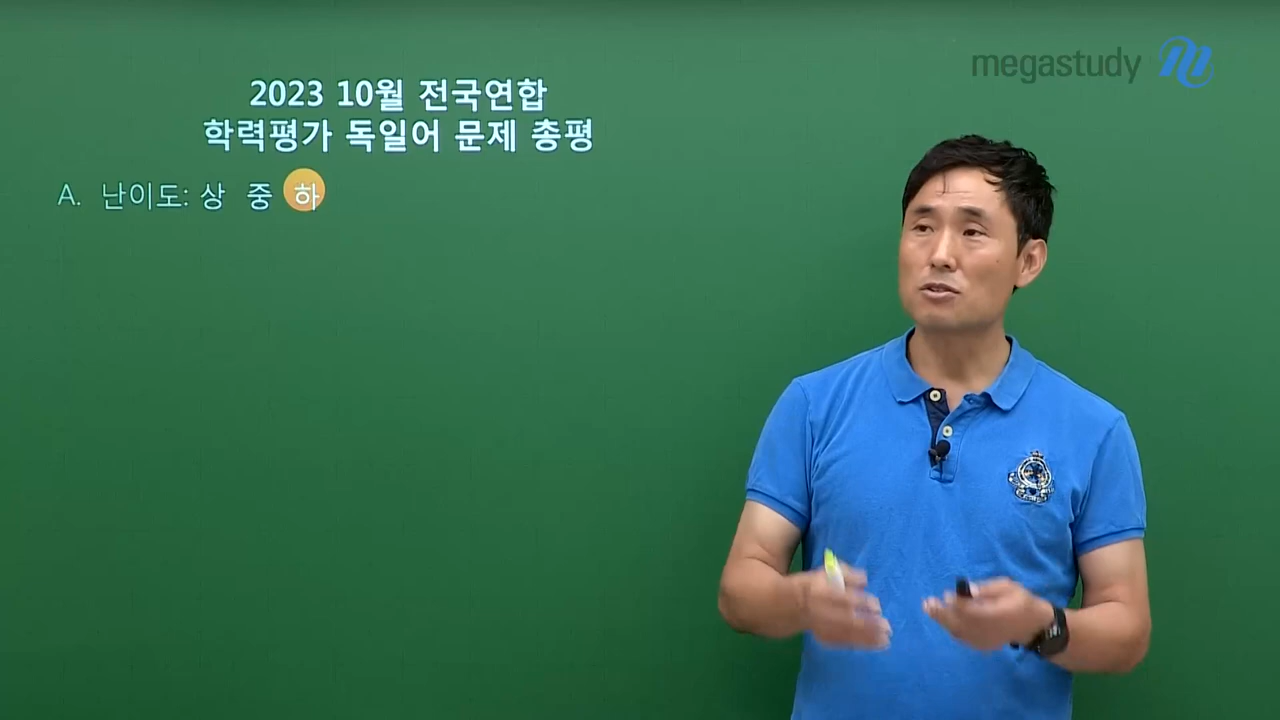 megastudy
2023 10월 전국연합
학력평가 독일어 문제 총평
A. 난이도: 상 중 하